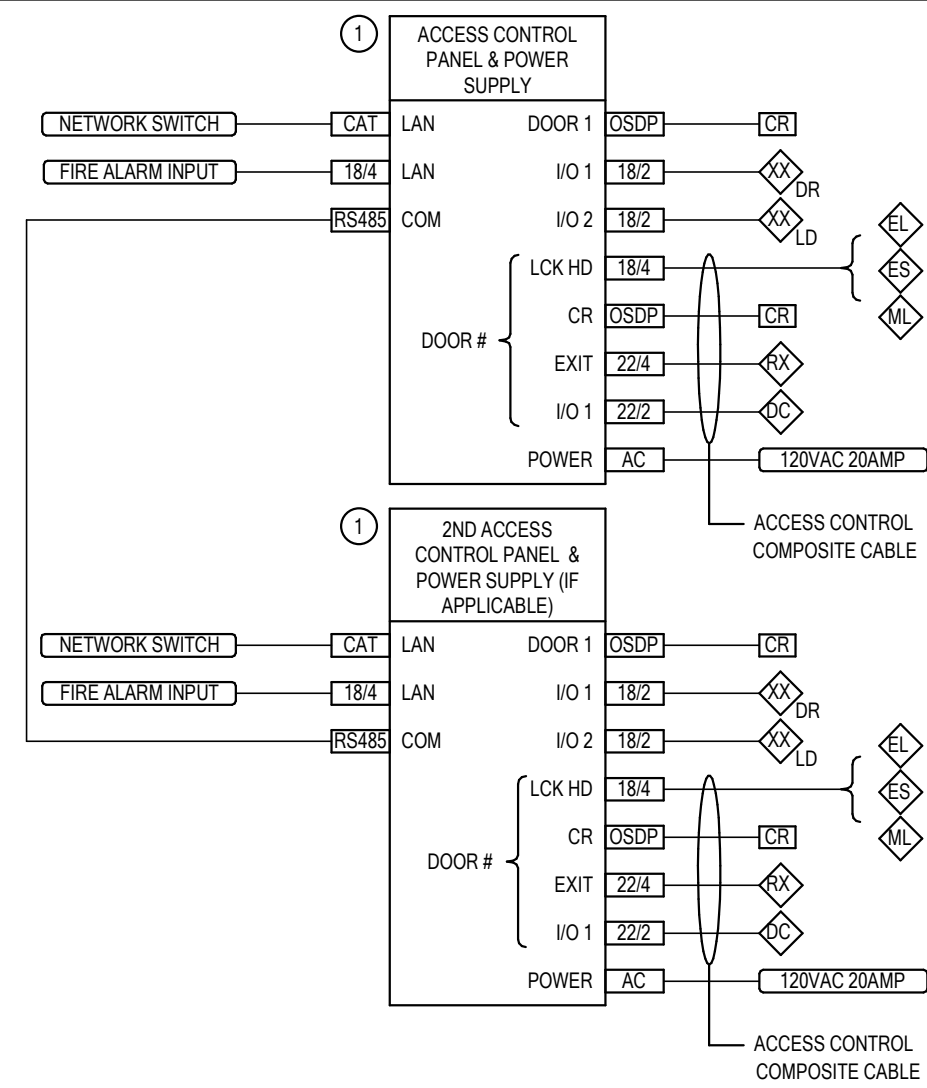 1
ACCESS CONTROL
PANEL & POWER
SUPPLY
NETWORK SWITCH CAT LAN DOOR 1 OSDP CR
FIRE ALARM INPUT 18/4 LAN I/O 1 18/2 XX DR
RS485 COM I/O 2 18/2 XX LD
EL
LCK HD 18/4 ES
CR OSDP CR ML
DOOR #
EXIT 22/4 RX
I/O 1 22/2 DC
POWER AC 120VAC 20AMP
ACCESS CONTROL
COMPOSITE CABLE
1
2ND ACCESS
CONTROL PANEL &
POWER SUPPLY (IF
APPLICABLE)
NETWORK SWITCH CAT LAN DOOR 1 OSDP CR
FIRE ALARM INPUT 18/4 LAN I/O 1 18/2 XX DR
RS485 COM I/O 2 18/2 XX LD
EL
LCK HD 18/4 ES
CR OSDP CR ML
DOOR #
EXIT 22/4 RX
I/O 1 22/2 DC
POWER AC 120VAC 20AMP
ACCESS CONTROL
COMPOSITE CABLE